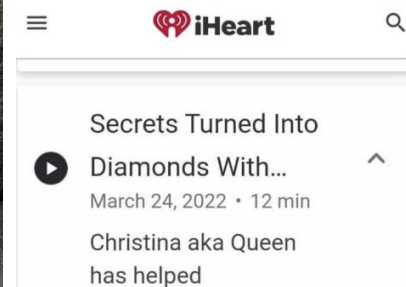 iHeart
Secrets Turned Into
Diamonds With...
March 24, 2022 • 12 min
Christina aka Queen
has helped